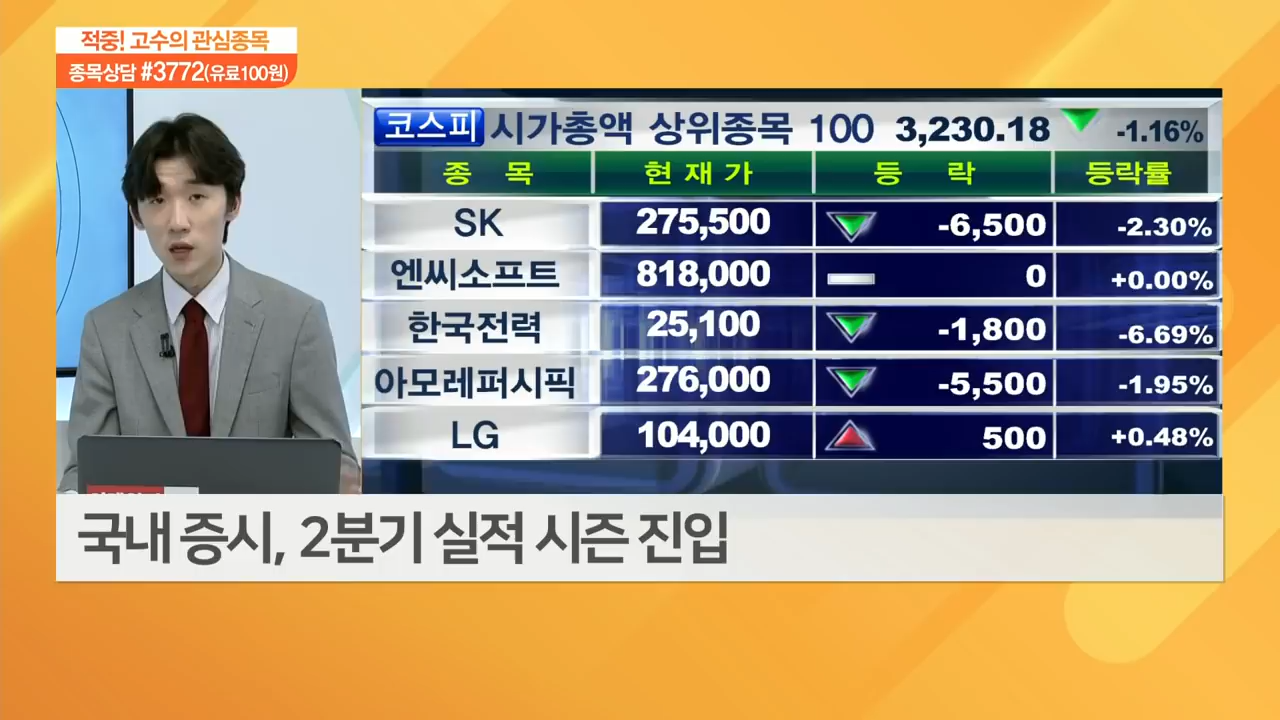 적중! 고수의 관심종목
종목상담 #3772(유료100원)
코스피 시가총액 상위종목 100 3,230.18 -1.16%
종 목 현 재 가 등 락 등락률
SK 275,500 -6,500 -2.30%
엔씨소프트 818,000 0 +0.00%
한국전력 25,100 -1,800 -6.69%
아모레퍼시픽 276,000 -5,500 -1.95%
LG 104,000 500 +0.48%
국내 증시, 2분기 실적 시즌 진입